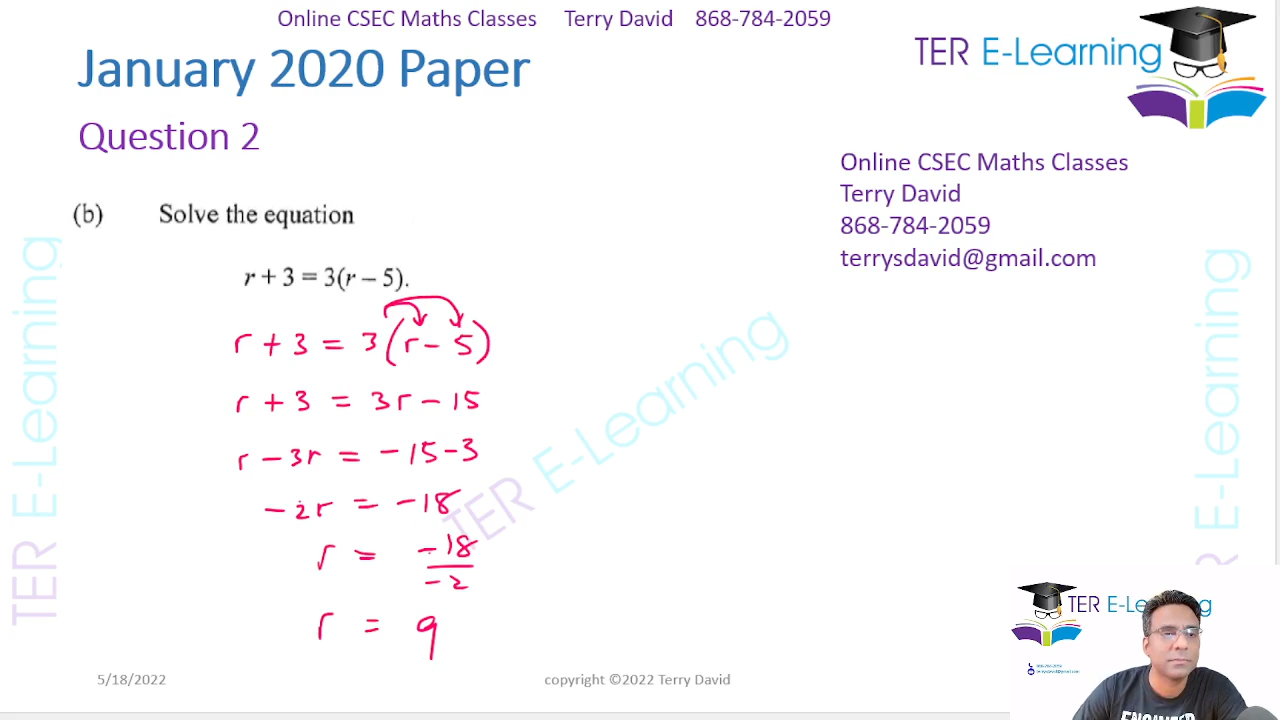 Online CSEC Maths Classes Terry David 868-784-2059
January 2020 Paper
TER E-Learning
Question 2
Online CSEC Maths Classes
Terry David
868-784-2059
terrysdavid@gmail.com
(b) Solve the equation
r + 3 = 3(r – 5).
r + 3 = 3(r - 5)
r + 3 = 3r - 15
r - 3r = -15 - 3
-2r = -18
r = -18/-2
r = 9
TER E-Learning
TER E-Learning
TER E-Learning
TER E-Learning
5/18/2022
copyright ©2022 Terry David
ENGINEER